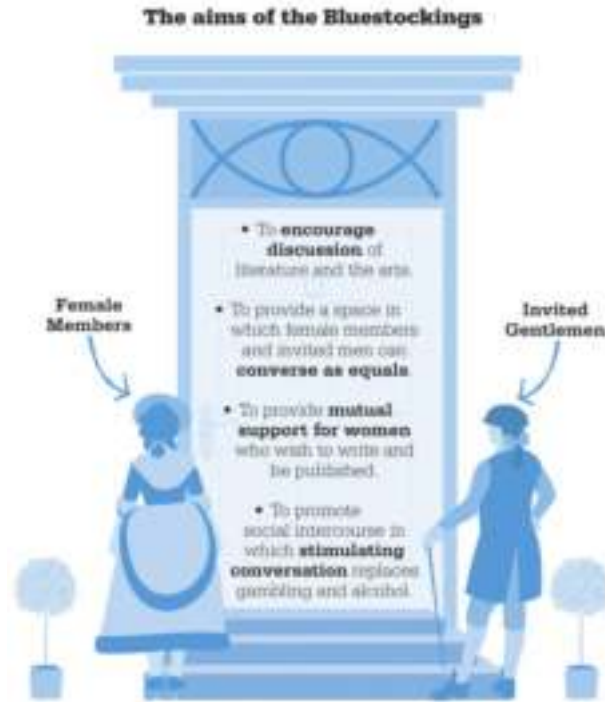 The aims of the Bluestockings
• To encourage
discussion of
literature and the arts.
Female
Members
• To provide a space in
which female members
and invited men can
converse as equals.
Invited
Gentlemen
• To provide mutual
support for women
who wish to write and
be published.
• To promote
social intercourse in
which stimulating
conversation replaces
gambling and alcohol.